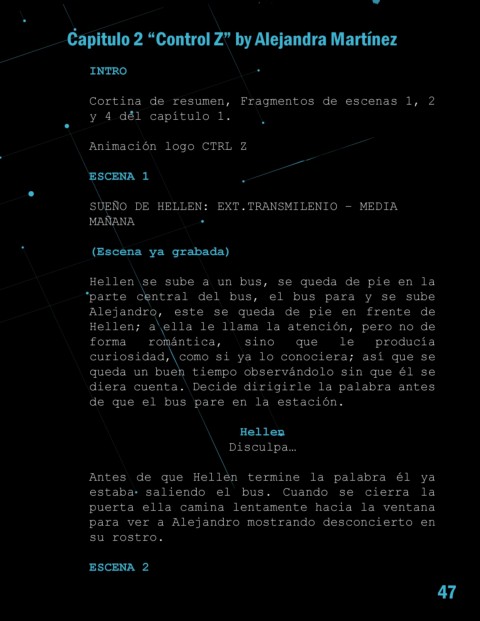 Capitulo 2 “Control Z” by Alejandra Martínez
INTRO
Cortina de resumen, Fragmentos de escenas 1, 2
y 4 del capítulo 1.
Animación logo CTRL Z
ESCENA 1
SUEÑO DE HELLEN: EXT.TRANSMILENIO – MEDIA
MAÑANA
(Escena ya grabada)
Hellen se sube a un bus, se queda de pie en la
parte central del bus, el bus para y se sube
Alejandro, este se queda de pie en frente de
Hellen; a ella le llama la atención, pero no de
forma romántica, sino que le producía
curiosidad, como si ya lo conociera; así que se
queda un buen tiempo observándolo sin que él se
diera cuenta. Decide dirigirle la palabra antes
de que el bus pare en la estación.
Hellen
Disculpa…
Antes de que Hellen termine la palabra él ya
estaba saliendo el bus. Cuando se cierra la
puerta ella camina lentamente hacia la ventana
para ver a Alejandro mostrando desconcierto en
su rostro.
ESCENA 2
47